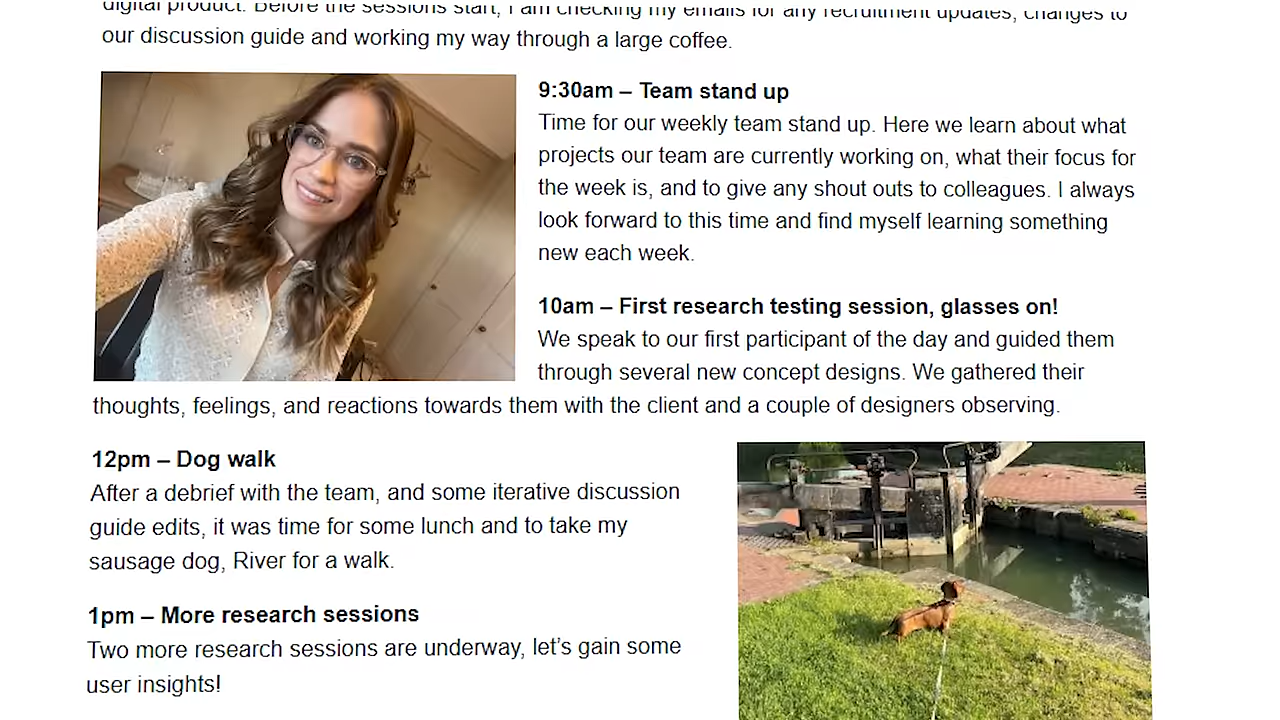 digital product. Before the sessions start, I am checking my emails for any recruitment updates, changes to
our discussion guide and working my way through a large coffee.
9:30am – Team stand up
Time for our weekly team stand up. Here we learn about what
projects our team are currently working on, what their focus for
the week is, and to give any shout outs to colleagues. I always
look forward to this time and find myself learning something
new each week.
10am – First research testing session, glasses on!
We speak to our first participant of the day and guided them
through several new concept designs. We gathered their
thoughts, feelings, and reactions towards them with the client and a couple of designers observing.
12pm – Dog walk
After a debrief with the team, and some iterative discussion
guide edits, it was time for some lunch and to take my
sausage dog, River for a walk.
1pm – More research sessions
Two more research sessions are underway, let’s gain some
user insights!